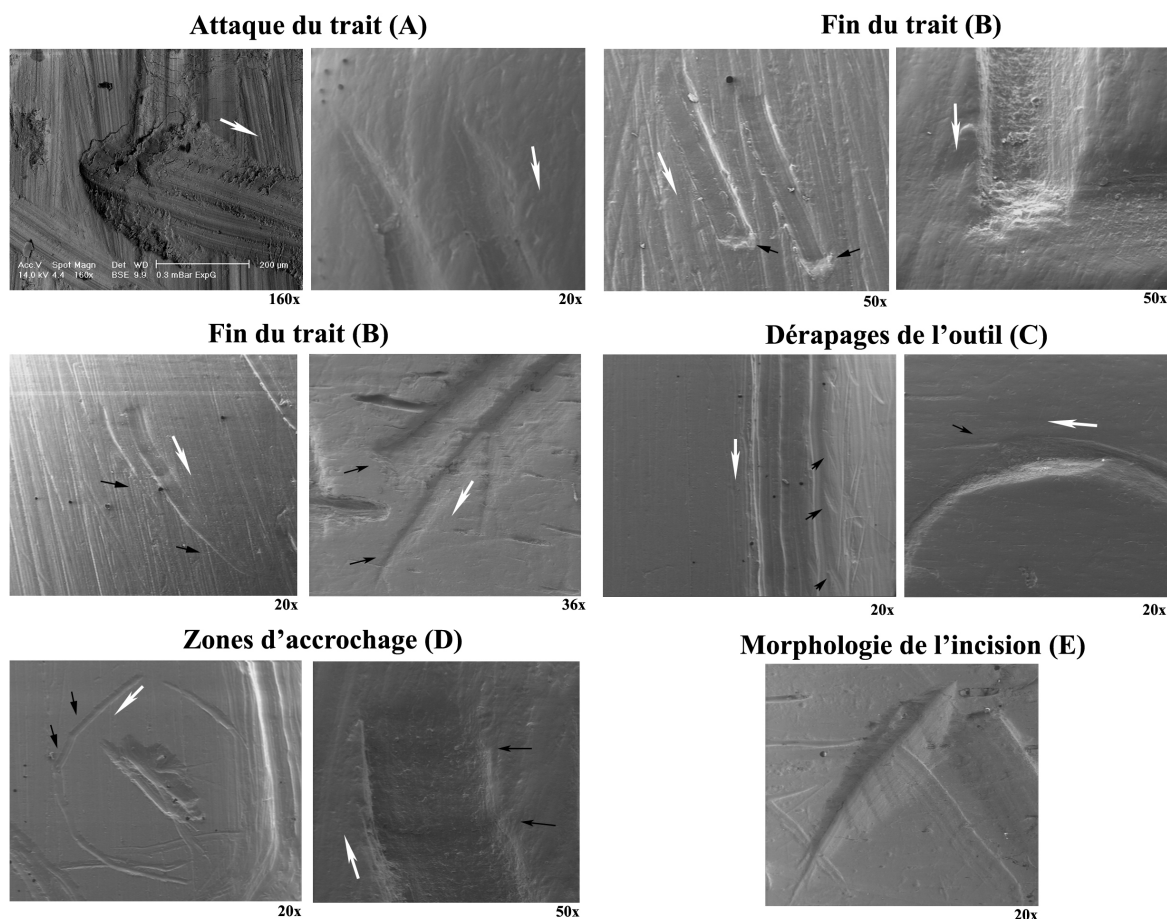 Attaque du trait (A)
Fin du trait (B)
Acc.V Spot Magn Det WD 200 µm
14.0 kV 4.4 160x BSE 9.9 0.3 mBar ExpG
160x
20x
50x
50x
Fin du trait (B)
Dérapages de l’outil (C)
20x
36x
20x
20x
Zones d’accrochage (D)
Morphologie de l’incision (E)
20x
50x
20x